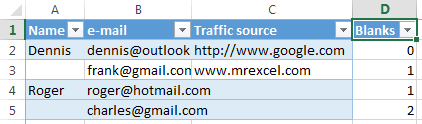 A B C D
1 Name e-mail Traffic source Blanks
2 Dennis dennis@outlook http://www.google.com 0
3 frank@gmail.con www.mrexcel.com 1
4 Roger roger@hotmail.com 1
5 charles@gmail.com 2